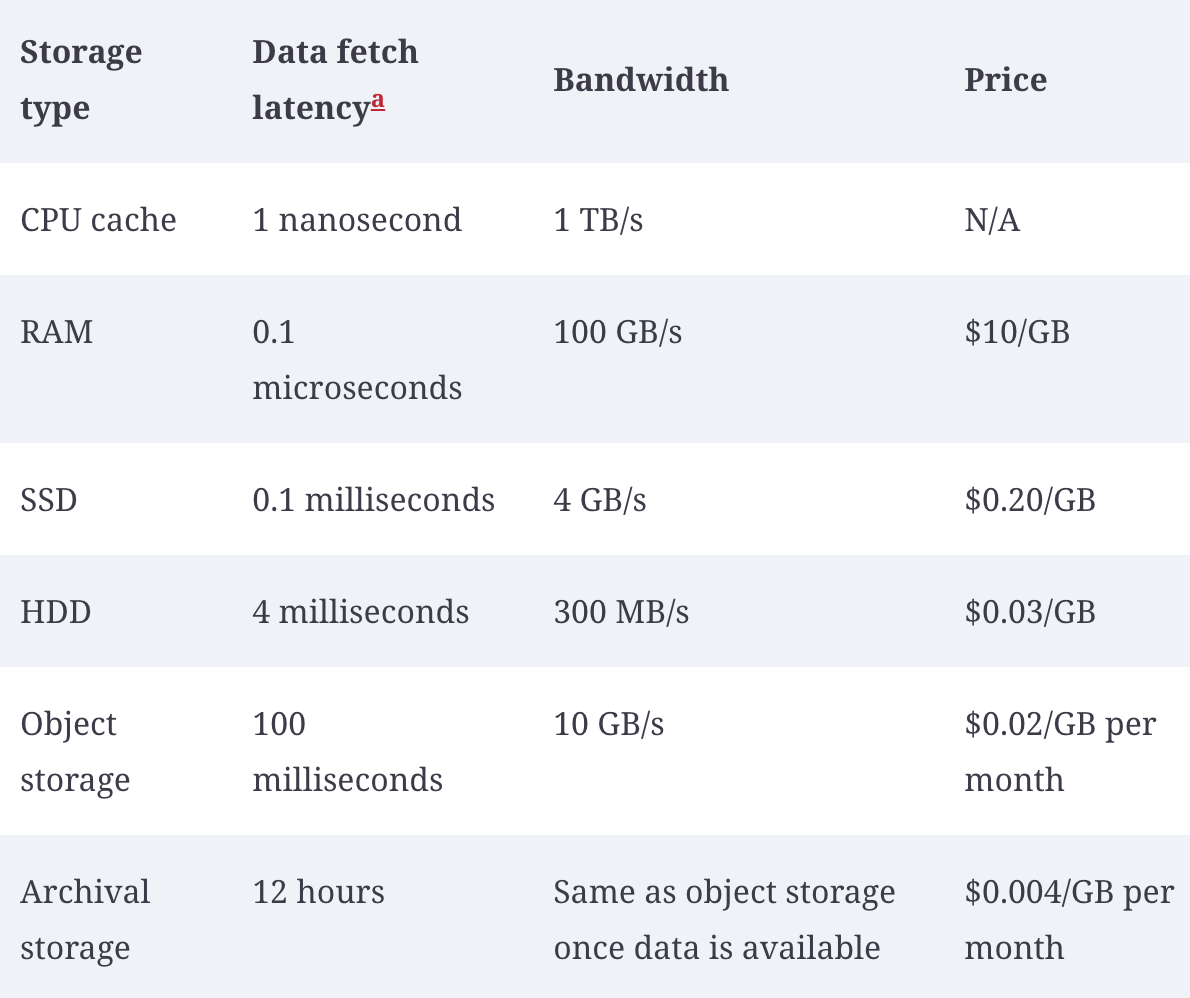 Storage
type
Data fetch
latencya
Bandwidth
Price
CPU cache
1 nanosecond
1 TB/s
N/A
RAM
0.1
microseconds
100 GB/s
$10/GB
SSD
0.1 milliseconds
4 GB/s
$0.20/GB
HDD
4 milliseconds
300 MB/s
$0.03/GB
Object
storage
100
milliseconds
10 GB/s
$0.02/GB per
month
Archival
storage
12 hours
Same as object storage
once data is available
$0.004/GB per
month